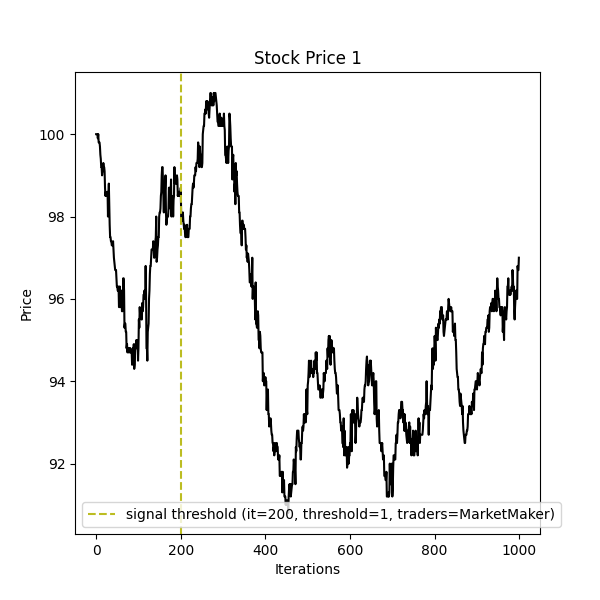 Stock Price 1
Price
100
98
96
94
92
signal threshold (it=200, threshold=1, traders=MarketMaker)
0 200 400 600 800 1000
Iterations